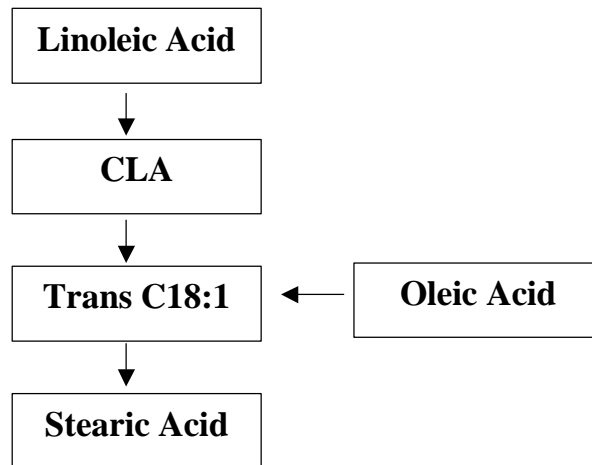 Linoleic Acid
CLA
Trans C18:1
Oleic Acid
Stearic Acid